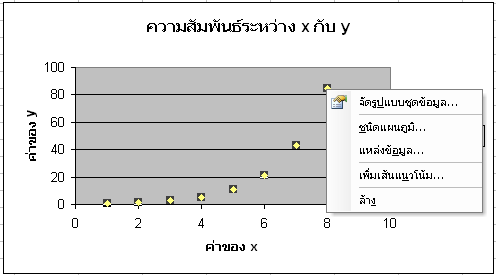 ความสัมพันธ์ระหว่าง x กับ y
ค่าของ y
100
80
60
40
20
0
0 2 4 6 8 10
ค่าของ x
จัดรูปแบบชุดข้อมูล...
ชนิดแผนภูมิ...
แหล่งข้อมูล...
เพิ่มเส้นแนวโน้ม...
ล้าง